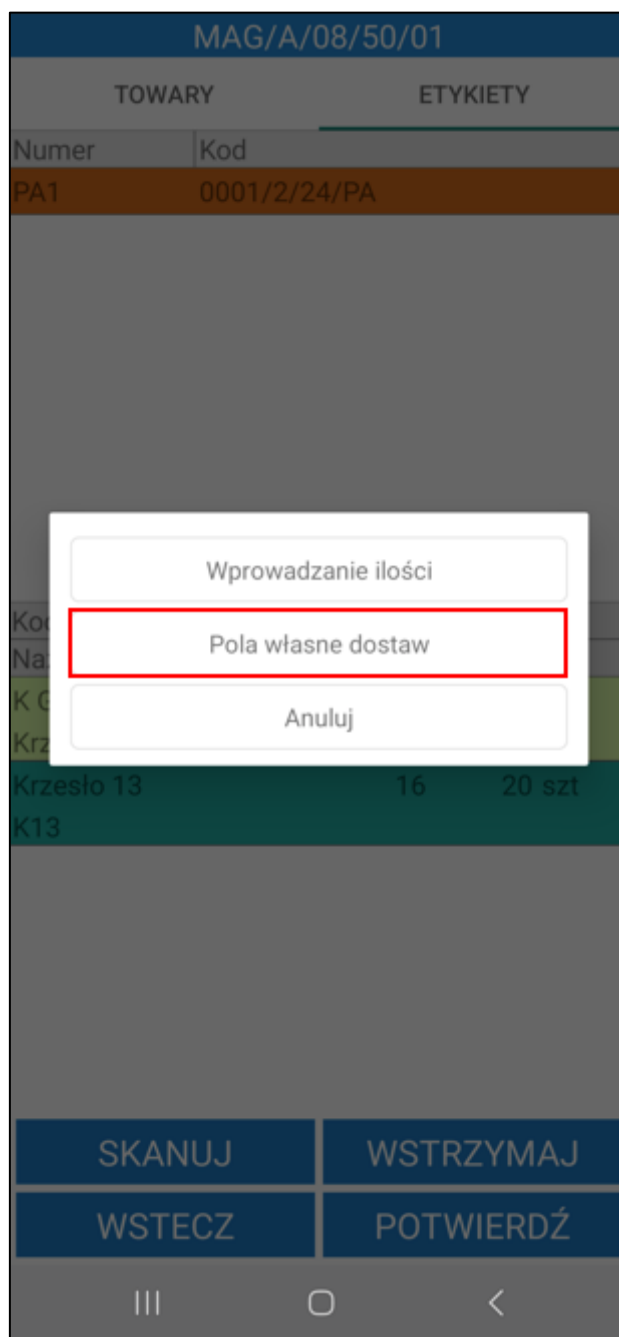 MAG/A/08/50/01
TOWARY ETYKIETY
Numer Kod
PA1 0001/2/24/PA
Wprowadzanie ilości
Pola własne dostaw
Anuluj
Krzesło 13 16 20 szt
K13
SKANUJ WSTRZYMAJ
WSTECZ POTWIERDŹ